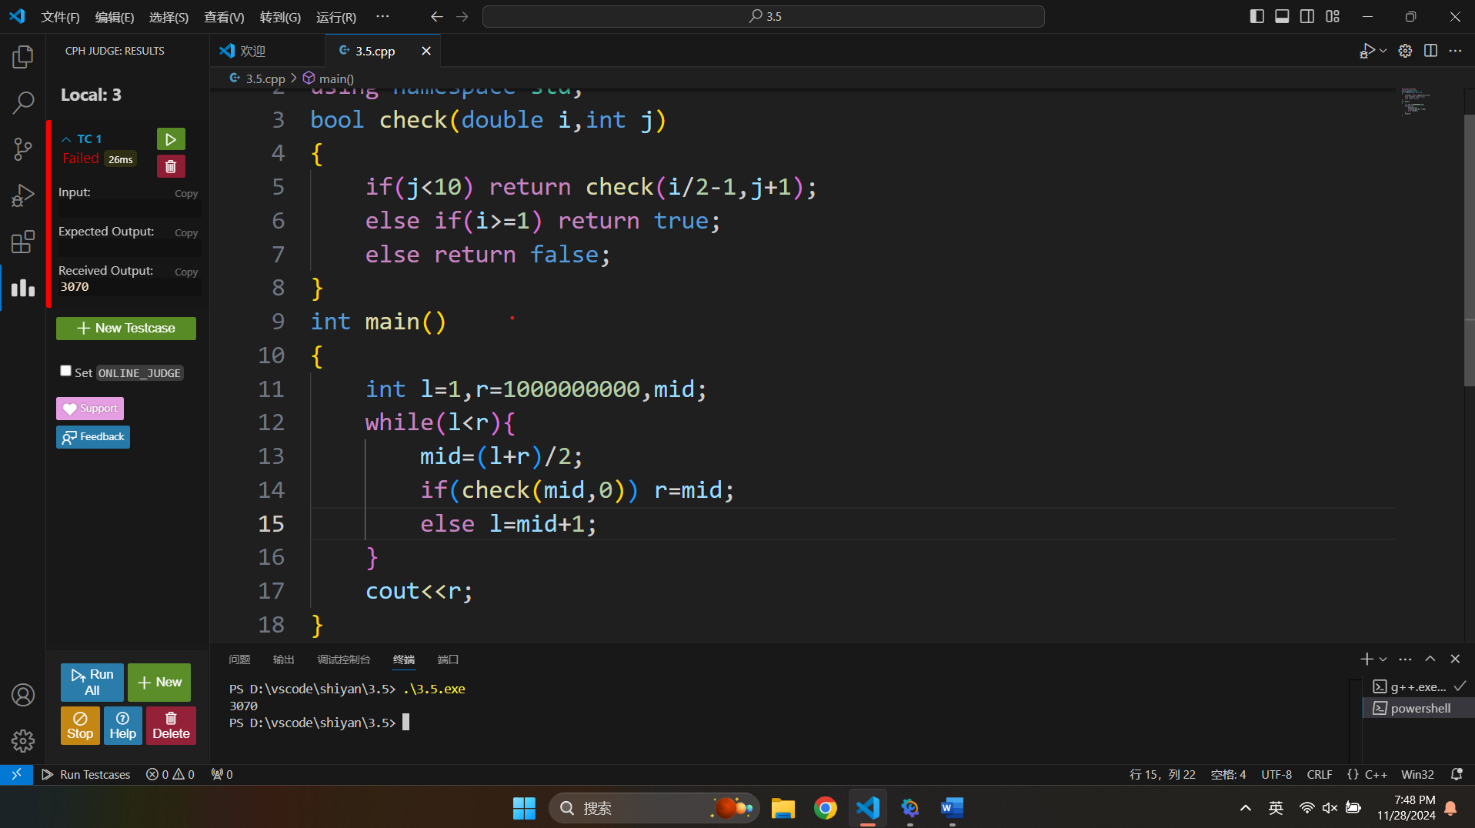 文件(F) 编辑(E) 选择(S) 查看(V) 转到(G) 运行(R) ···
3.5
CPH JUDGE: RESULTS
欢迎
3.5.cpp
3.5.cpp > main()
Local: 3
TC 1
Failed 26ms
Input: Copy
Expected Output: Copy
Received Output: Copy
3070
New Testcase
Set ONLINE_JUDGE
Support
Feedback
Run All
New
Stop
Help
Delete
2 using namespace std;
3 bool check(double i,int j)
4 {
5     if(j<10) return check(i/2-1,j+1);
6     else if(i>=1) return true;
7     else return false;
8 }
9 int main()
10 {
11     int l=1,r=1000000000,mid;
12     while(l<r){
13         mid=(l+r)/2;
14         if(check(mid,0)) r=mid;
15         else l=mid+1;
16     }
17     cout<<r;
18 }
问题 输出 调试控制台 终端 端口
PS D:\vscode\shiyan\3.5> .\3.5.exe
3070
PS D:\vscode\shiyan\3.5>
g++.exe...
powershell
Run Testcases 0 0 0
行 15，列 22 空格: 4 UTF-8 CRLF {} C++ Win32
搜索
英
7:48 PM
11/28/2024